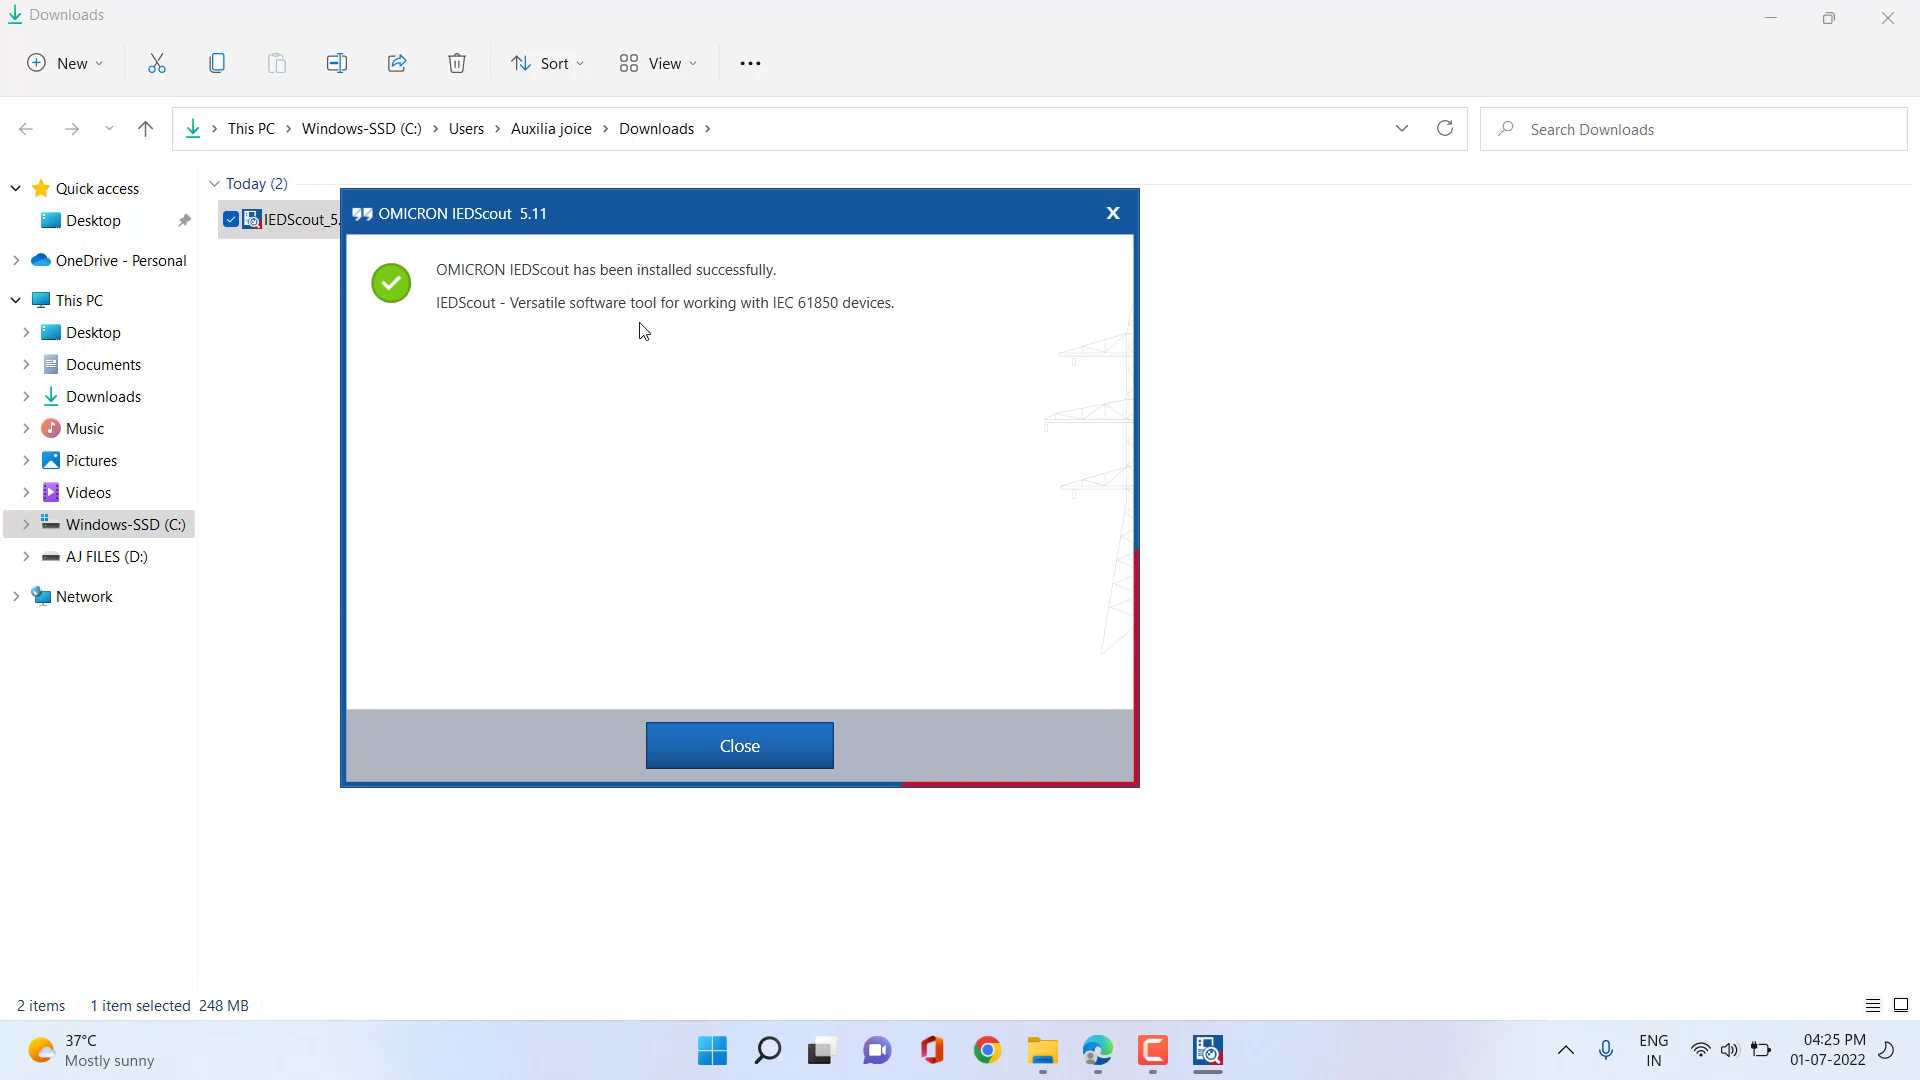 Downloads
New
Sort
View
This PC
Windows-SSD (C:)
Users
Auxilia joice
Downloads
Search Downloads
Quick access
Desktop
OneDrive - Personal
This PC
Desktop
Documents
Downloads
Music
Pictures
Videos
Windows-SSD (C:)
AJ FILES (D:)
Network
Today (2)
IEDScout_5.
OMICRON IEDScout 5.11
X
OMICRON IEDScout has been installed successfully.
IEDScout - Versatile software tool for working with IEC 61850 devices.
Close
2 items
1 item selected 248 MB
37°C
Mostly sunny
ENG
IN
04:25 PM
01-07-2022